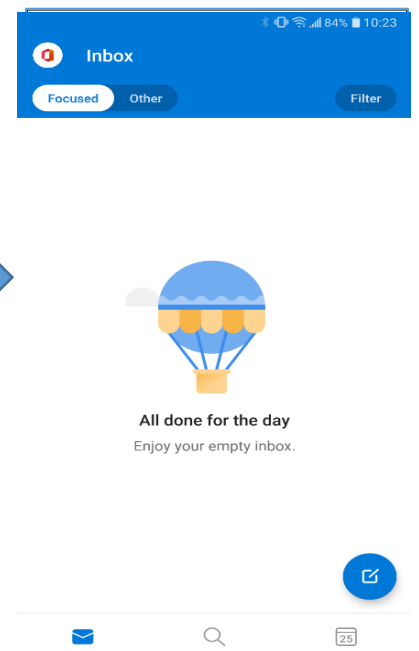 84% 10:23
Inbox
Focused Other Filter
All done for the day
Enjoy your empty inbox.
25